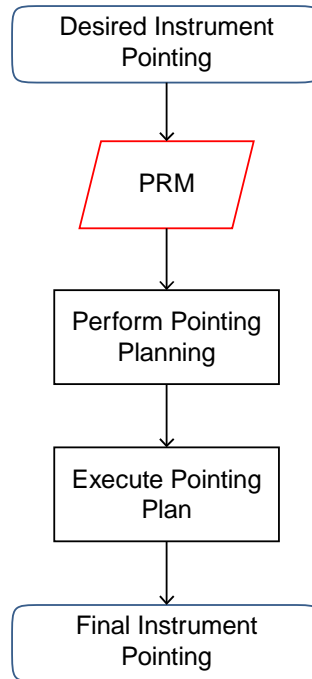 Desired Instrument
Pointing
PRM
Perform Pointing
Planning
Execute Pointing
Plan
Final Instrument
Pointing